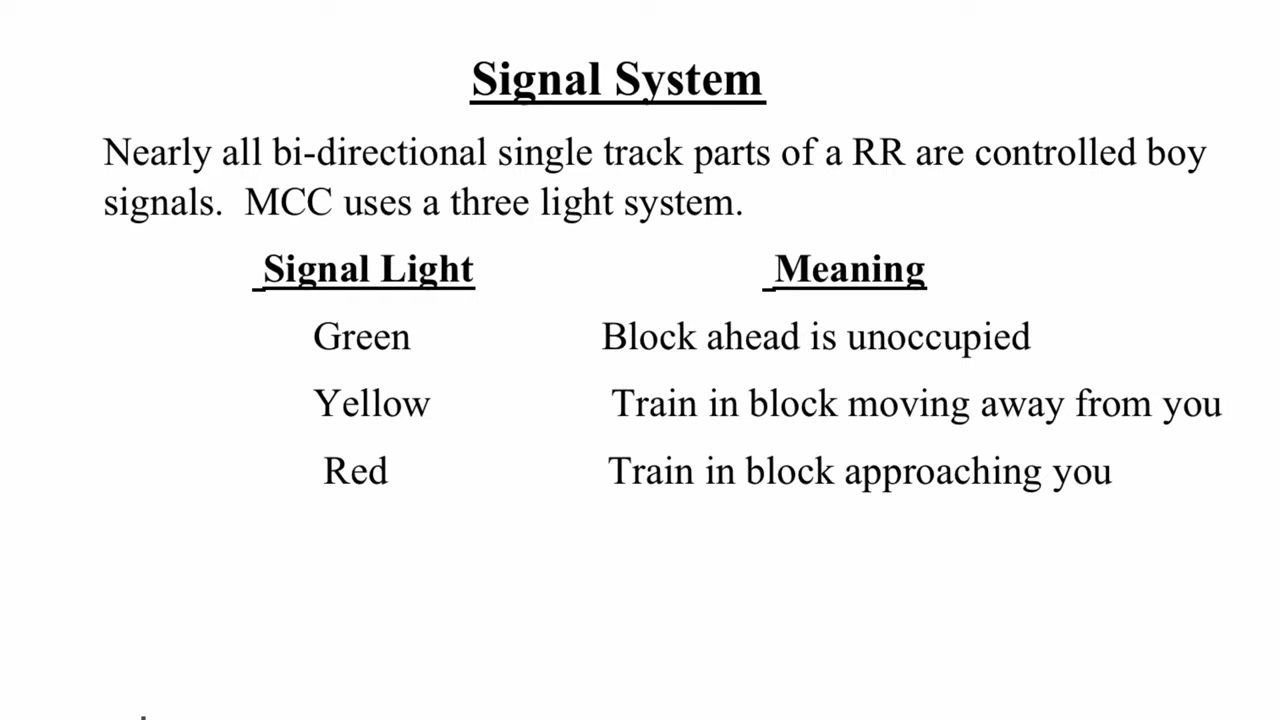 Signal System
Nearly all bi-directional single track parts of a RR are controlled boy
signals.  MCC uses a three light system.
Signal Light Meaning
Green Block ahead is unoccupied
Yellow Train in block moving away from you
Red Train in block approaching you